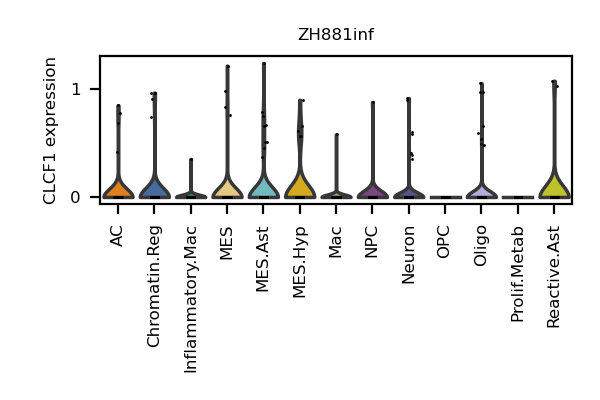 ZH881inf
CLCF1 expression
1
0
AC
Chromatin.Reg
Inflammatory.Mac
MES
MES.Ast
MES.Hyp
Mac
NPC
Neuron
OPC
Oligo
Prolif.Metab
Reactive.Ast